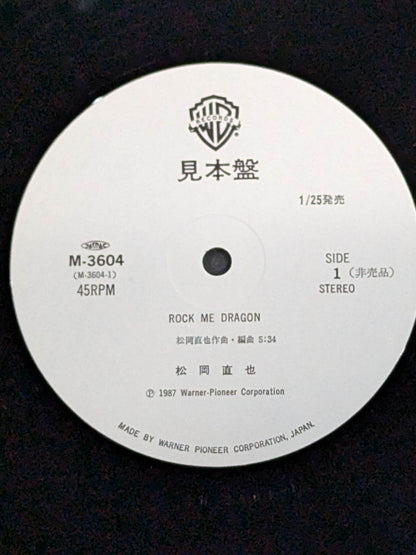 WB
RECORDS
®
見本盤
1/25発売
M-3604
(M-3604-1)
45RPM
SIDE
1 (非売品)
STEREO
ROCK ME DRAGON
松岡直也作曲・編曲 5:34
松岡直也
Ⓟ 1987 Warner-Pioneer Corporation
MADE BY WARNER PIONEER CORPORATION, JAPAN.